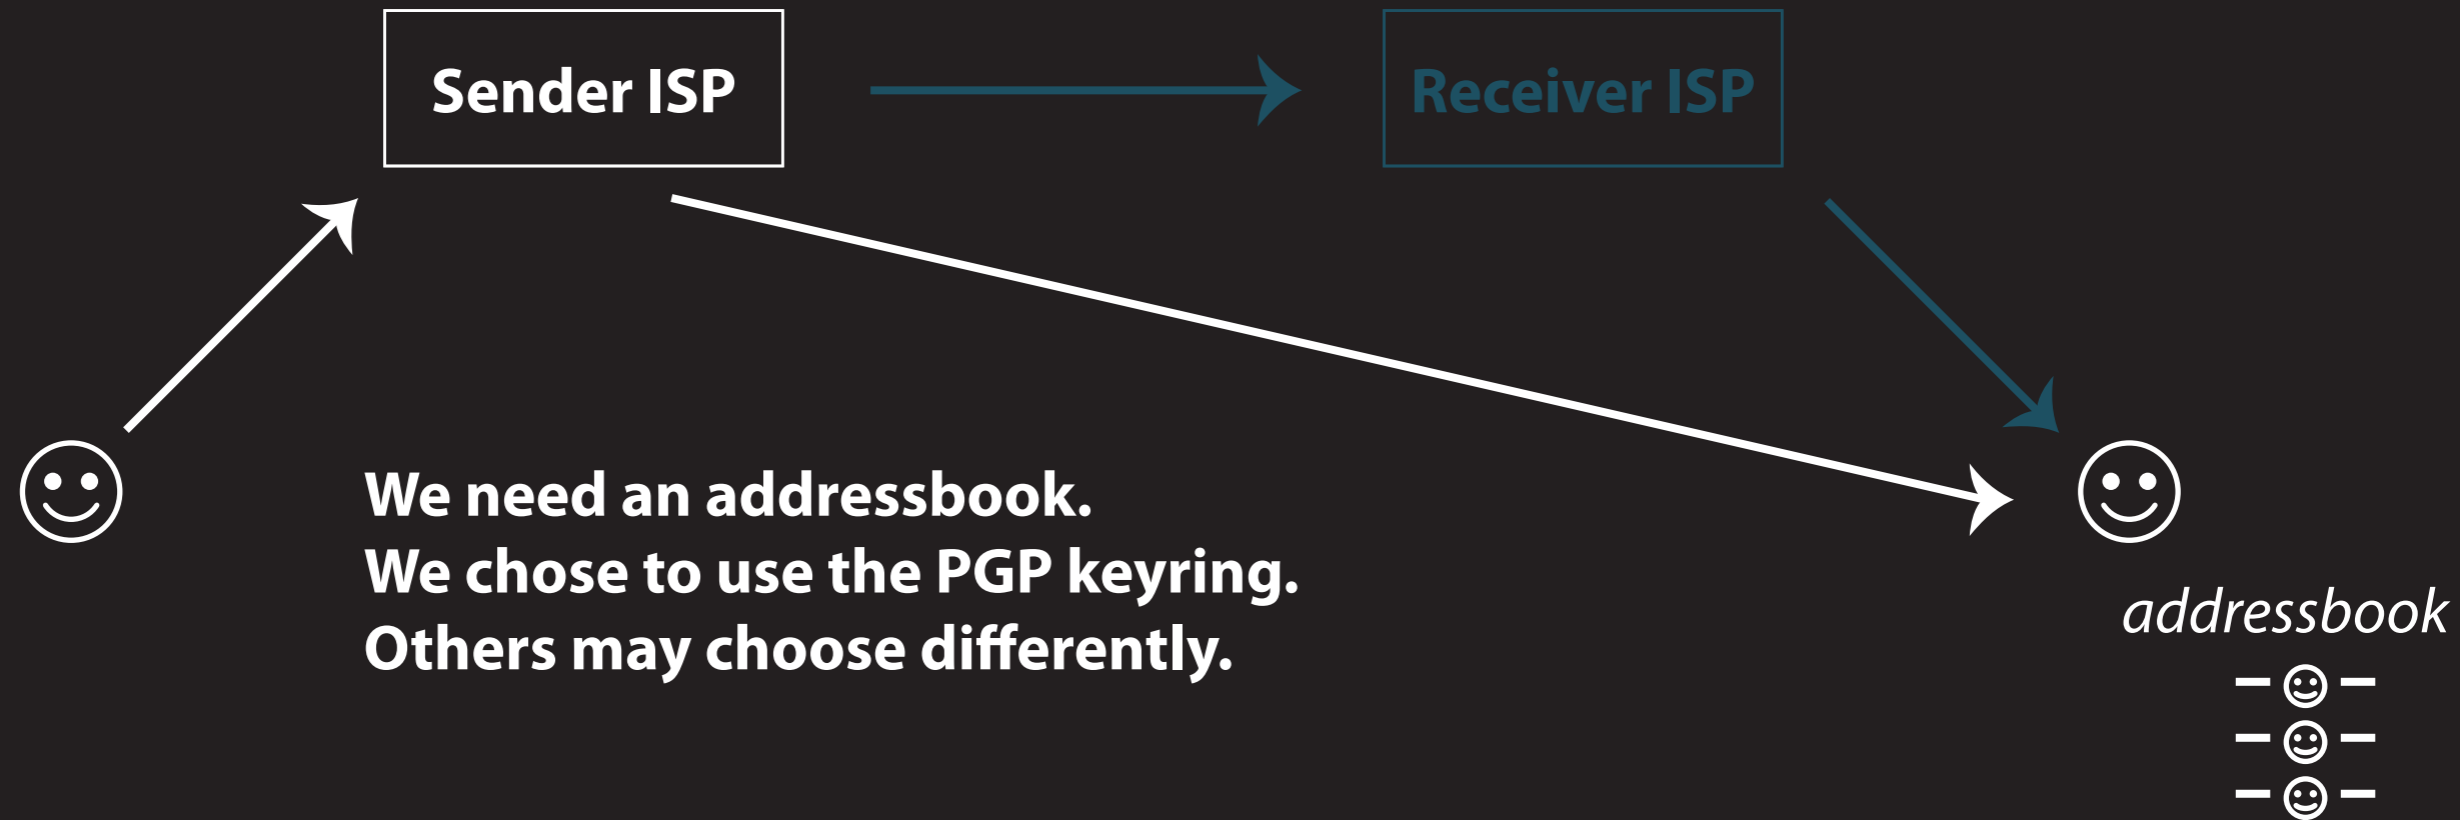 Sender ISP
Receiver ISP
We need an addressbook.
We chose to use the PGP keyring.
Others may choose differently.
addressbook